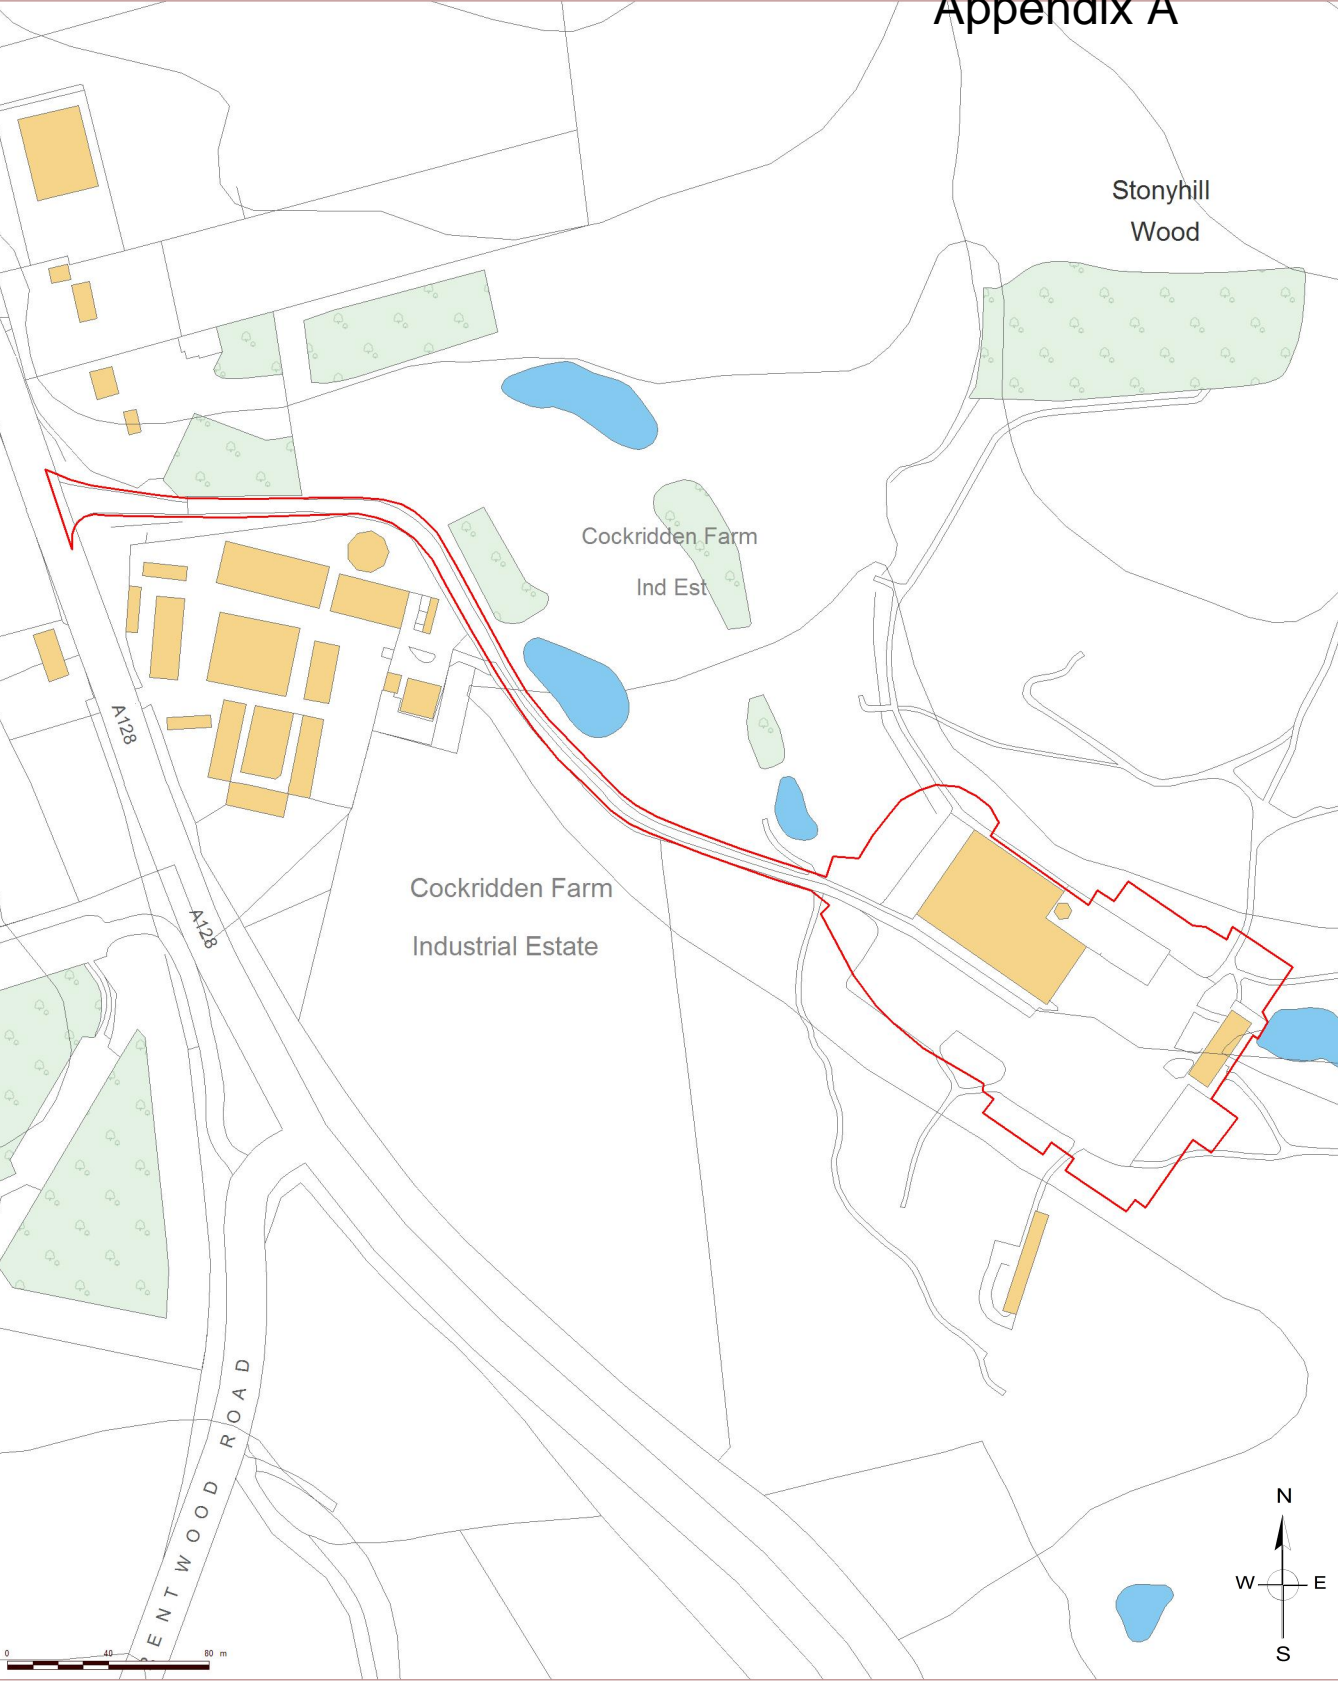 Appendix A
Stonyhill
Wood
Cockridden Farm
Ind Est
A128
Cockridden Farm
Industrial Estate
A128
ENTWOOD ROAD
N
W E
S
0 40 80 m